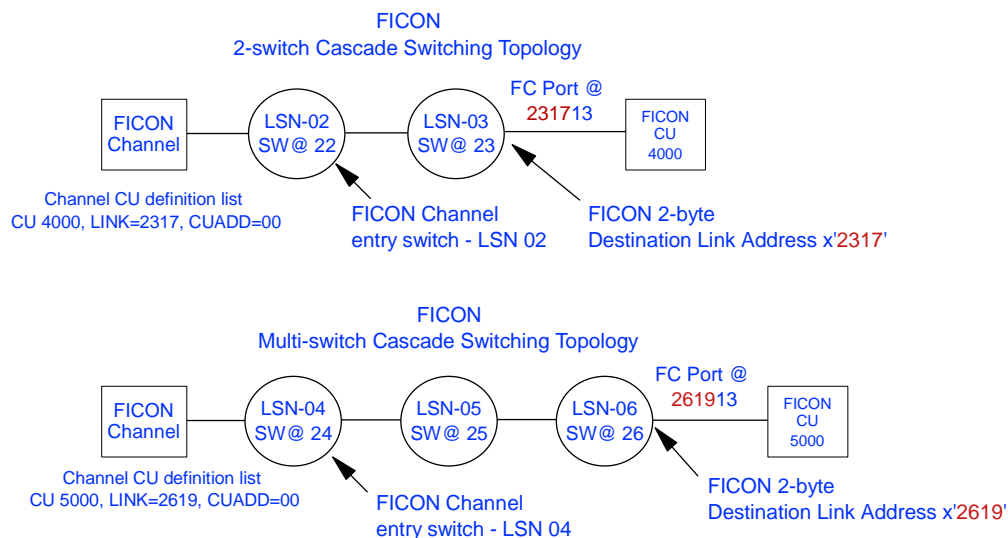 FICON
2-switch Cascade Switching Topology
FC Port @
231713
FICON
Channel
LSN-02
SW@ 22
LSN-03
SW@ 23
FICON
CU
4000
Channel CU definition list
CU 4000, LINK=2317, CUADD=00
FICON Channel
entry switch - LSN 02
FICON 2-byte
Destination Link Address x'2317'
FICON
Multi-switch Cascade Switching Topology
FC Port @
261913
FICON
Channel
LSN-04
SW@ 24
LSN-05
SW@ 25
LSN-06
SW@ 26
FICON
CU
5000
Channel CU definition list
CU 5000, LINK=2619, CUADD=00
FICON Channel
entry switch - LSN 04
FICON 2-byte
Destination Link Address x'2619'